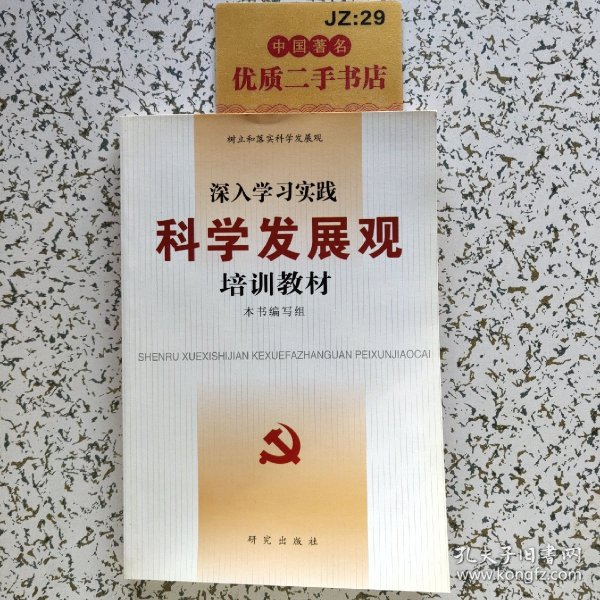 JZ:29
中国著名
优质二手书店
树立和落实科学发展观
深入学习实践
科学发展观
培训教材
本书编写组
SHENRU XUEXISHIJIAN KEXUEFAZHANGUAN PEIXUNJIAOCAI
研究出版社
孔夫子旧书网
www.kongfz.com